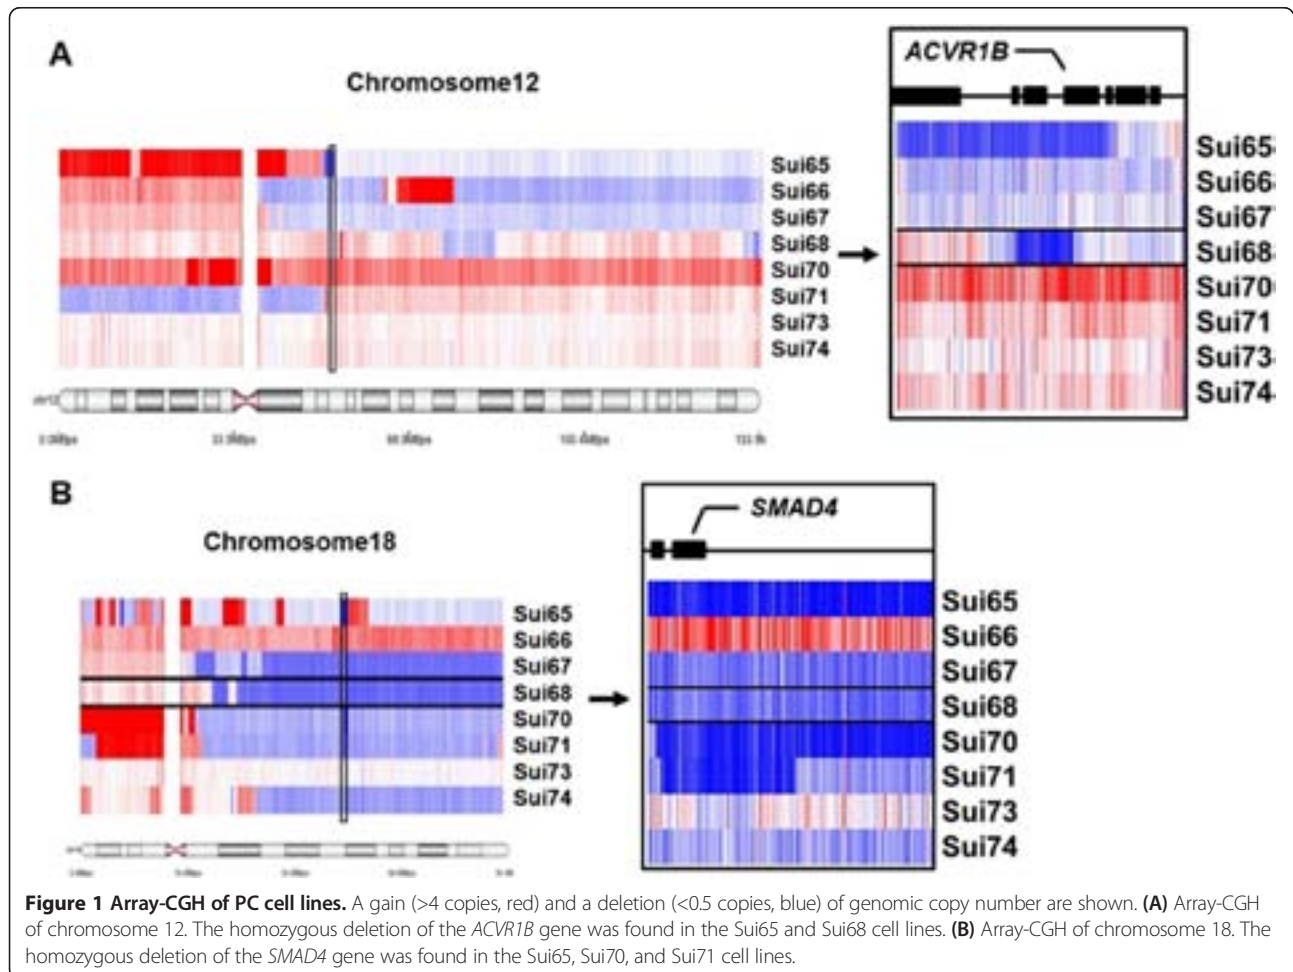 A
Chromosome12
Sui65
Sui66
Sui67
Sui68
Sui70
Sui71
Sui73
Sui74
ACVR1B
Sui65
Sui66
Sui67
Sui68
Sui70
Sui71
Sui73
Sui74
B
Chromosome18
Sui65
Sui66
Sui67
Sui68
Sui70
Sui71
Sui73
Sui74
SMAD4
Sui65
Sui66
Sui67
Sui68
Sui70
Sui71
Sui73
Sui74
Figure 1 Array-CGH of PC cell lines. A gain (>4 copies, red) and a deletion (<0.5 copies, blue) of genomic copy number are shown. (A) Array-CGH
of chromosome 12. The homozygous deletion of the ACVR1B gene was found in the Sui65 and Sui68 cell lines. (B) Array-CGH of chromosome 18. The
homozygous deletion of the SMAD4 gene was found in the Sui65, Sui70, and Sui71 cell lines.